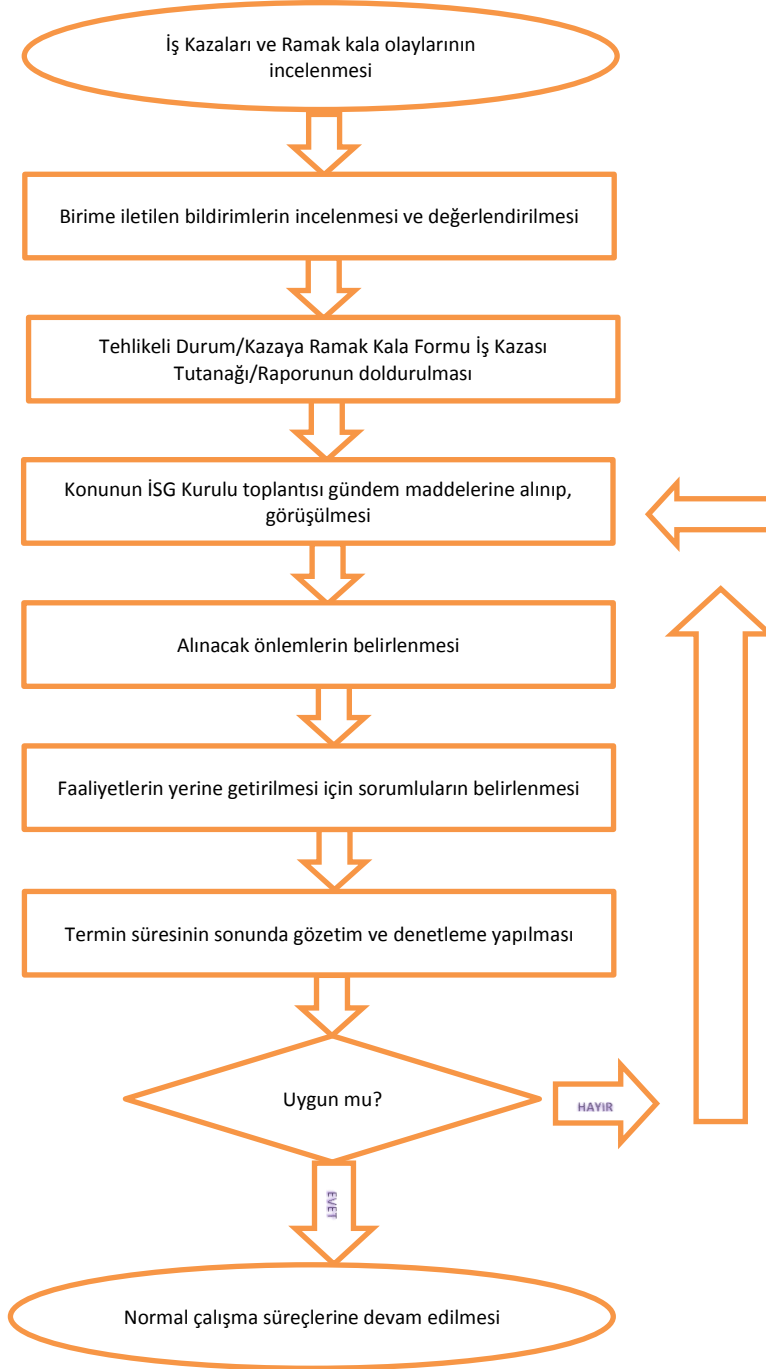 İş Kazaları ve Ramak kala olaylarının
incelenmesi
Birime iletilen bildirimlerin incelenmesi ve değerlendirilmesi
Tehlikeli Durum/Kazaya Ramak Kala Formu İş Kazası
Tutanağı/Raporunun doldurulması
Konunun İSG Kurulu toplantısı gündem maddelerine alınıp,
görüşülmesi
Alınacak önlemlerin belirlenmesi
Faaliyetlerin yerine getirilmesi için sorumluların belirlenmesi
Termin süresinin sonunda gözetim ve denetleme yapılması
Uygun mu?
HAYIR
EVET
Normal çalışma süreçlerine devam edilmesi